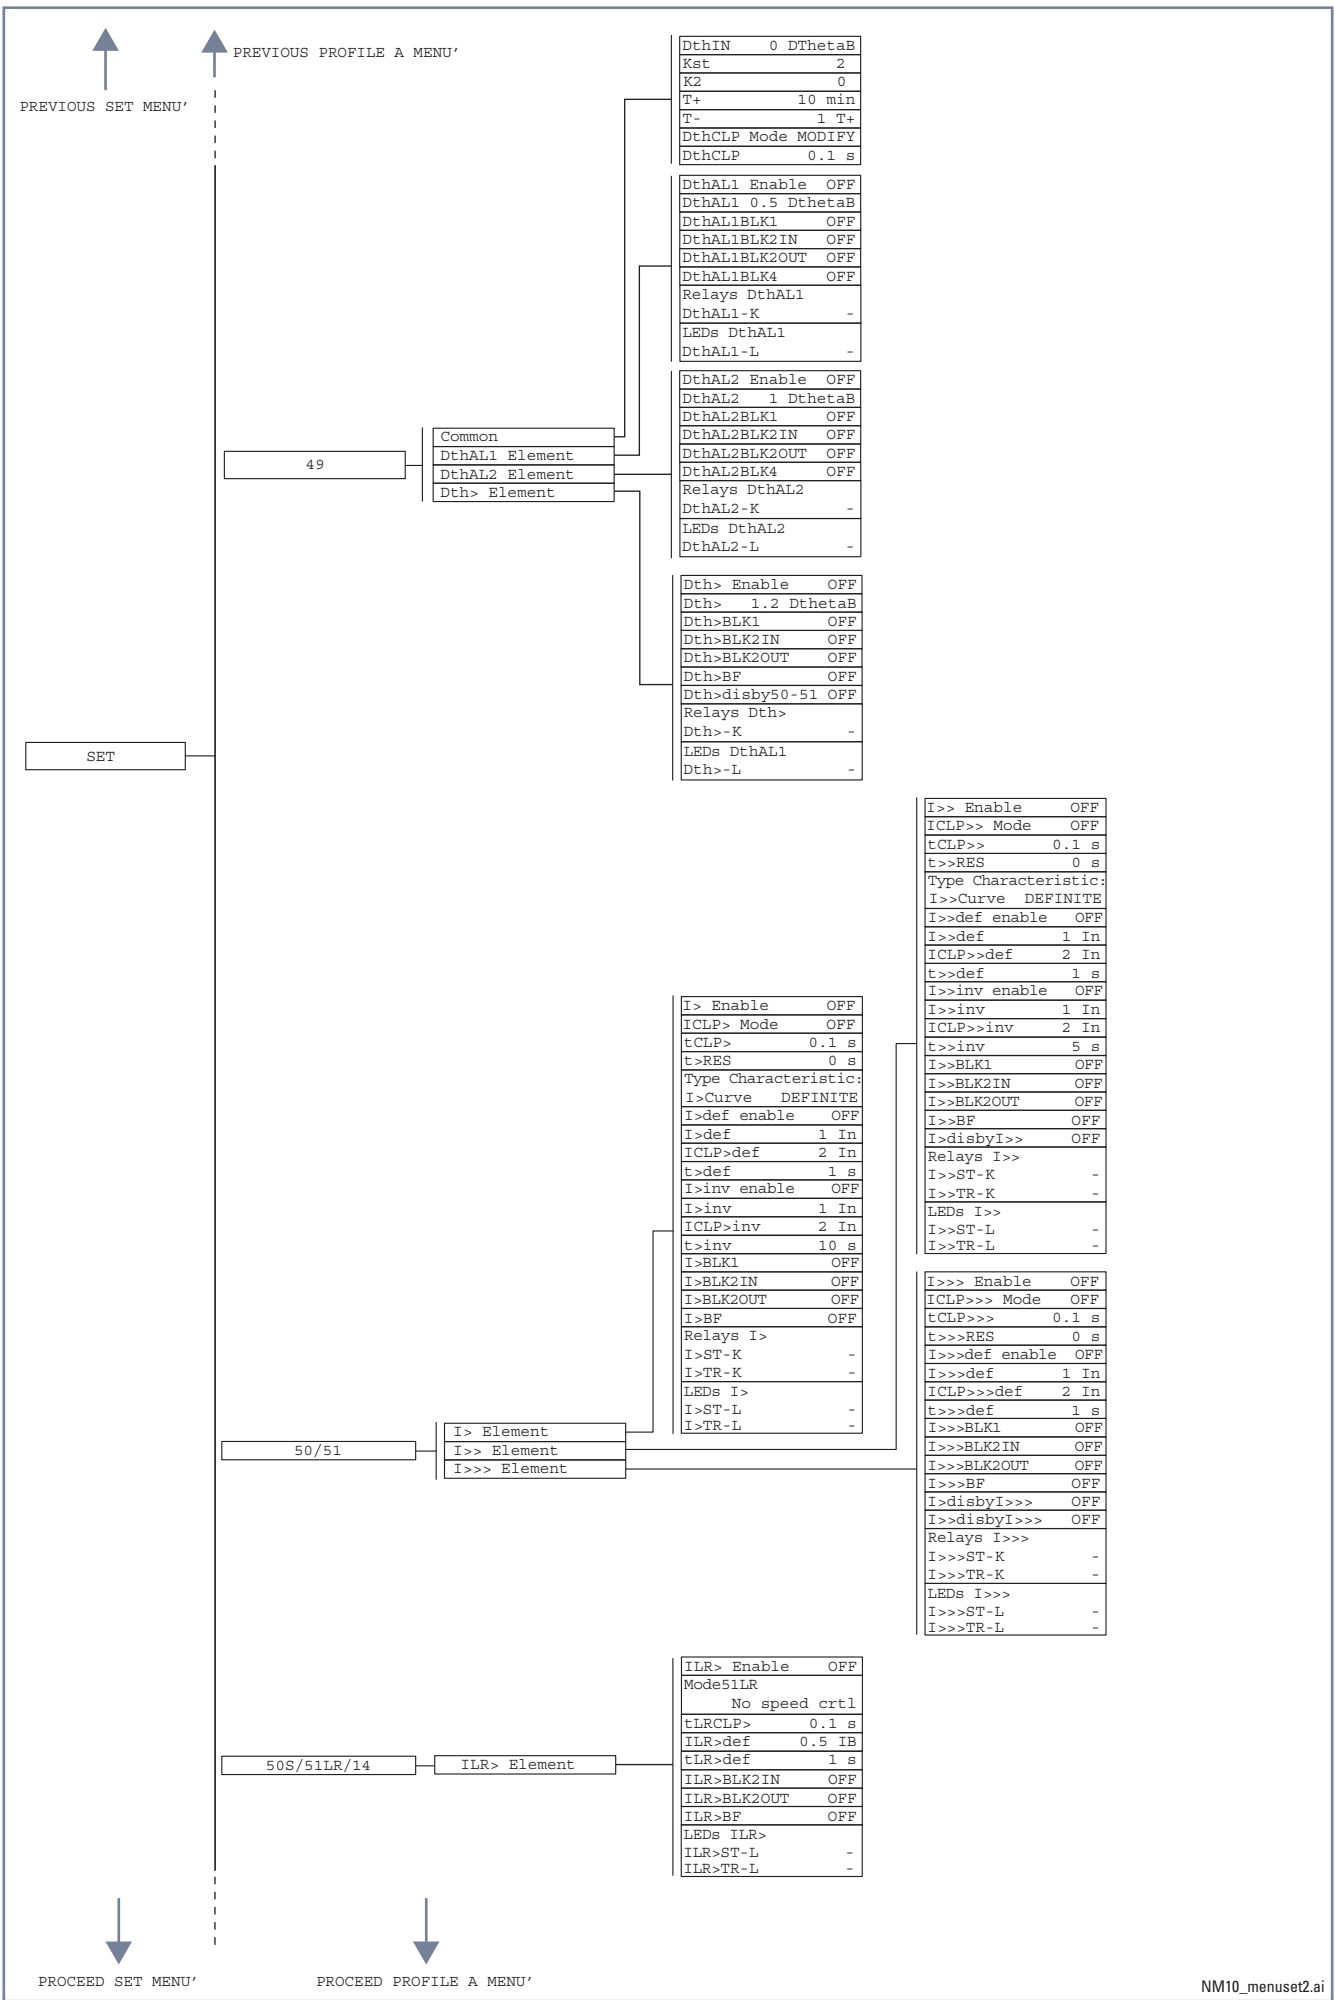 PREVIOUS PROFILE A MENU'
PREVIOUS SET MENU'
DthIN 0 DThetaB
Kst 2
K2 0
T+ 10 min
T- 1 T+
DthCLP Mode MODIFY
DthCLP 0.1 s
DthAL1 Enable OFF
DthAL1 0.5 DthetaB
DthAL1BLK1 OFF
DthAL1BLK2IN OFF
DthAL1BLK2OUT OFF
DthAL1BLK4 OFF
Relays DthAL1
DthAL1-K -
LEDs DthAL1
DthAL1-L -
DthAL2 Enable OFF
DthAL2 1 DthetaB
DthAL2BLK1 OFF
DthAL2BLK2IN OFF
DthAL2BLK2OUT OFF
DthAL2BLK4 OFF
Relays DthAL2
DthAL2-K -
LEDs DthAL2
DthAL2-L -
49
Common
DthAL1 Element
DthAL2 Element
Dth> Element
Dth> Enable OFF
Dth> 1.2 DthetaB
Dth>BLK1 OFF
Dth>BLK2IN OFF
Dth>BLK2OUT OFF
Dth>BF OFF
Dth>disby50-51 OFF
Relays Dth>
Dth>-K -
LEDs DthAL1
Dth>-L -
SET
I>> Enable OFF
ICLP>> Mode OFF
tCLP>> 0.1 s
t>>RES 0 s
Type Characteristic:
I>>Curve DEFINITE
I>>def enable OFF
I>>def 1 In
ICLP>>def 2 In
t>>def 1 s
I>>inv enable OFF
I>>inv 1 In
ICLP>>inv 2 In
t>>inv 5 s
I>>BLK1 OFF
I>>BLK2IN OFF
I>>BLK2OUT OFF
I>>BF OFF
I>disbyI>> OFF
Relays I>>
I>>ST-K -
I>>TR-K -
LEDs I>>
I>>ST-L -
I>>TR-L -
I> Enable OFF
ICLP> Mode OFF
tCLP> 0.1 s
t>RES 0 s
Type Characteristic:
I>Curve DEFINITE
I>def enable OFF
I>def 1 In
ICLP>def 2 In
t>def 1 s
I>inv enable OFF
I>inv 1 In
ICLP>inv 2 In
t>inv 10 s
I>BLK1 OFF
I>BLK2IN OFF
I>BLK2OUT OFF
I>BF OFF
Relays I>
I>ST-K -
I>TR-K -
LEDs I>
I>ST-L -
I>TR-L -
50/51
I> Element
I>> Element
I>>> Element
I>>> Enable OFF
ICLP>>> Mode OFF
tCLP>>> 0.1 s
t>>>RES 0 s
I>>>def enable OFF
I>>>def 1 In
ICLP>>>def 2 In
t>>>def 1 s
I>>>BLK1 OFF
I>>>BLK2IN OFF
I>>>BLK2OUT OFF
I>>>BF OFF
I>disbyI>>> OFF
I>>disbyI>>> OFF
Relays I>>>
I>>>ST-K -
I>>>TR-K -
LEDs I>>>
I>>>ST-L -
I>>>TR-L -
50S/51LR/14
ILR> Element
ILR> Enable OFF
Mode51LR
No speed crtl
tLRCLP> 0.1 s
ILR>def 0.5 IB
tLR>def 1 s
ILR>BLK2IN OFF
ILR>BLK2OUT OFF
ILR>BF OFF
LEDs ILR>
ILR>ST-L -
ILR>TR-L -
PROCEED SET MENU'
PROCEED PROFILE A MENU'
NM10_menuset2.ai